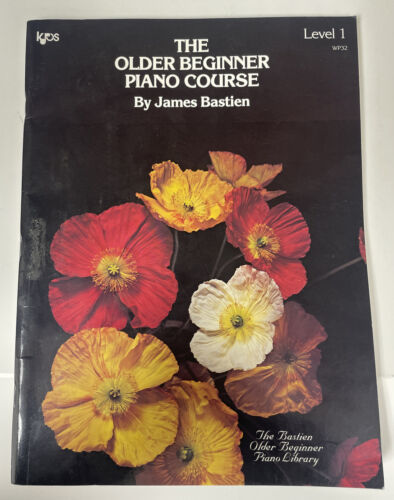 kjos
Level 1
WP32
THE
OLDER BEGINNER
PIANO COURSE
By James Bastien
The Bastien
Older Beginner
Piano Library